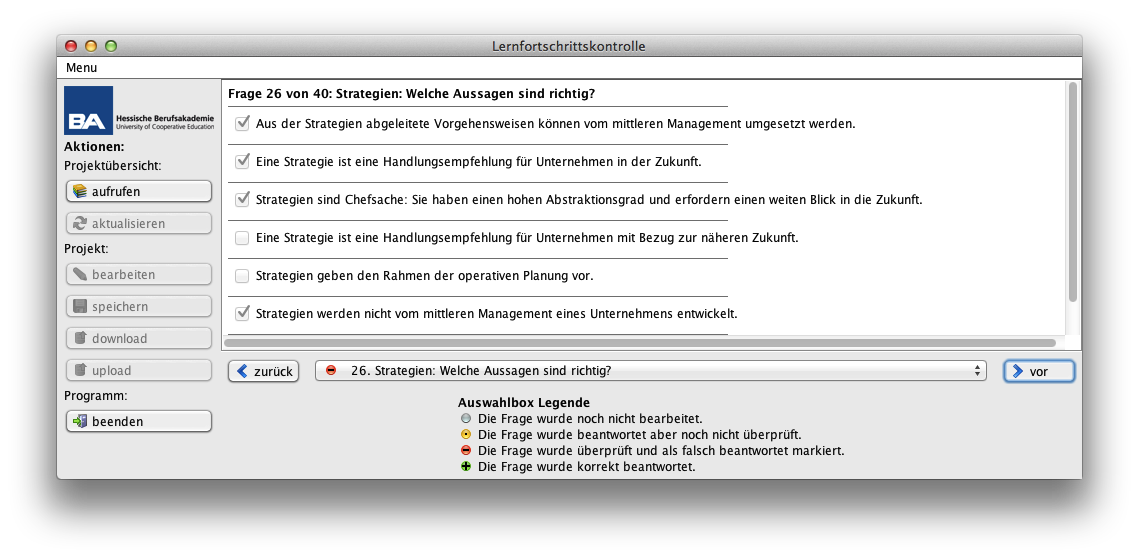 Lernfortschrittskontrolle
Menu
BA Hessische Berufsakademie
University of Cooperative Education
Aktionen:
Projektübersicht:
aufrufen
aktualisieren
Projekt:
bearbeiten
speichern
download
upload
Programm:
beenden
Frage 26 von 40: Strategien: Welche Aussagen sind richtig?
Aus der Strategien abgeleitete Vorgehensweisen können vom mittleren Management umgesetzt werden.
Eine Strategie ist eine Handlungsempfehlung für Unternehmen in der Zukunft.
Strategien sind Chefsache: Sie haben einen hohen Abstraktionsgrad und erfordern einen weiten Blick in die Zukunft.
Eine Strategie ist eine Handlungsempfehlung für Unternehmen mit Bezug zur näheren Zukunft.
Strategien geben den Rahmen der operativen Planung vor.
Strategien werden nicht vom mittleren Management eines Unternehmens entwickelt.
zurück
26. Strategien: Welche Aussagen sind richtig?
vor
Auswahlbox Legende
Die Frage wurde noch nicht bearbeitet.
Die Frage wurde beantwortet aber noch nicht überprüft.
Die Frage wurde überprüft und als falsch beantwortet markiert.
Die Frage wurde korrekt beantwortet.